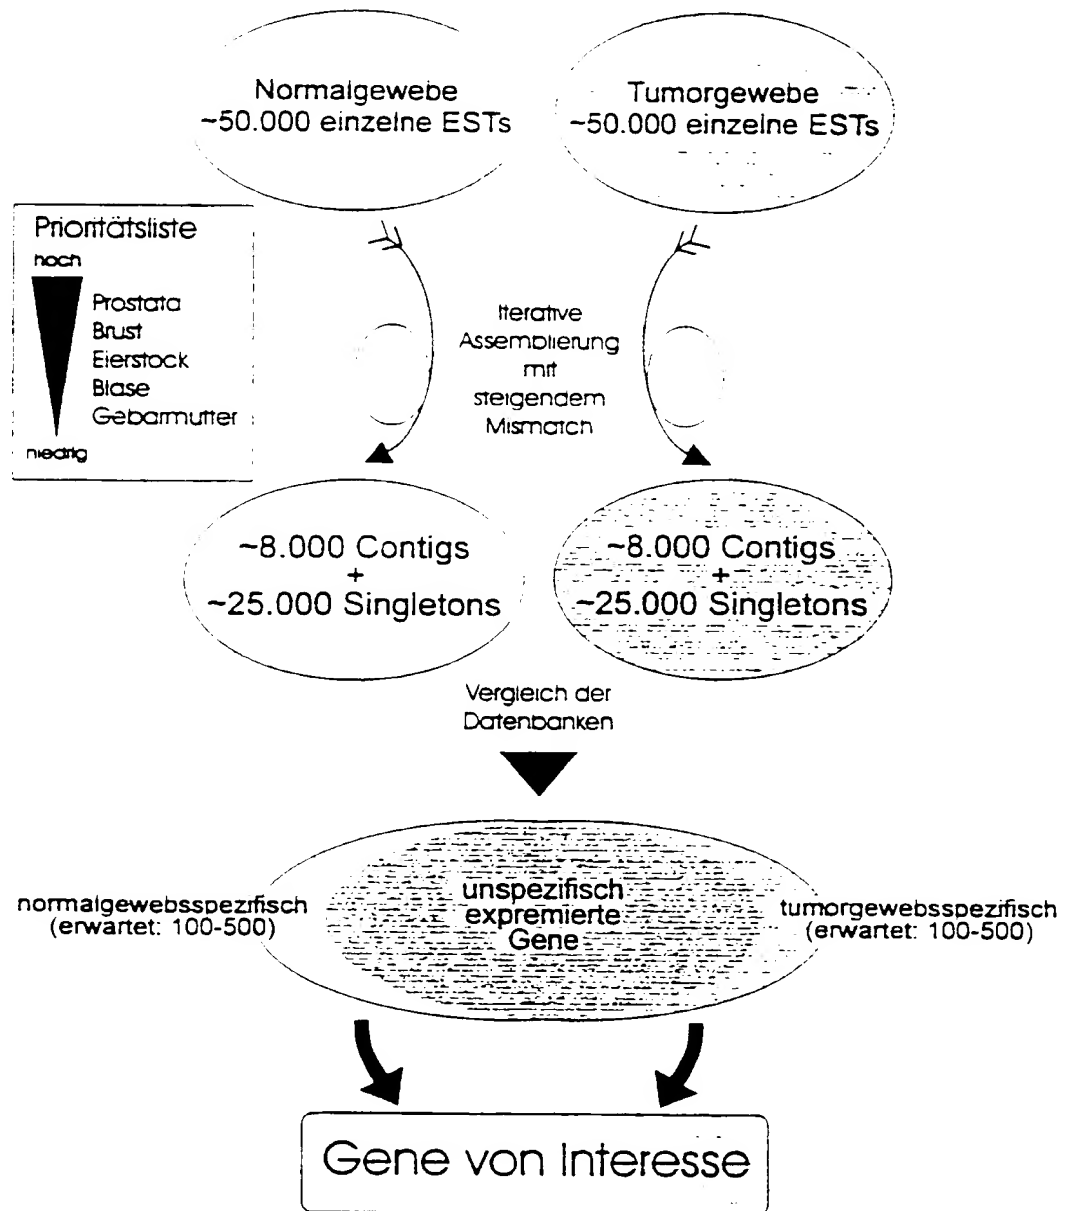 Normalgewebe
~50.000 einzelne ESTs
Tumorgewebe
~50.000 einzelne ESTs
Prioritätsliste
hoch
Prostata
Brust
Eierstock
Blase
Gebärmutter
niedrig
Iterative
Assemblierung
mit
steigendem
Mismatch
~8.000 Contigs
+
~25.000 Singletons
~8.000 Contigs
+
~25.000 Singletons
Vergleich der
Datenbanken
normalgewebsspezifisch
(erwartet: 100-500)
unspezifisch
expremierte
Gene
tumorgewebsspezifisch
(erwartet: 100-500)
Gene von Interesse